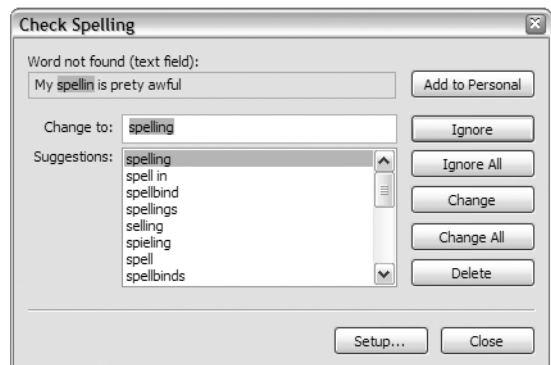 Check Spelling
Word not found (text field):
My spellin is prety awful
Add to Personal
Change to: spelling
Ignore
Suggestions: spelling
spell in
spellbind
spellings
selling
spieling
spell
spellbinds
Ignore All
Change
Change All
Delete
Setup...
Close